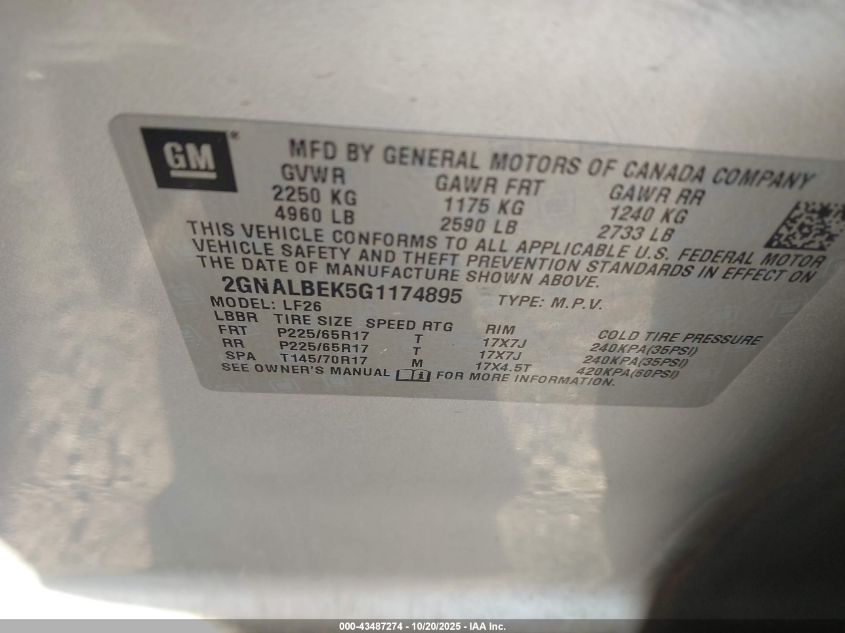 GM®
MFD BY GENERAL MOTORS OF CANADA COMPANY
GVWR GAWR FRT GAWR RR
2250 KG 1175 KG 1240 KG
4960 LB 2590 LB 2733 LB
THIS VEHICLE CONFORMS TO ALL APPLICABLE U.S. FEDERAL MOTOR
VEHICLE SAFETY AND THEFT PREVENTION STANDARDS IN EFFECT ON
THE DATE OF MANUFACTURE SHOWN ABOVE.
2GNALBEK5G1174895 TYPE: M.P.V.
MODEL: LF26
LBBR TIRE SIZE SPEED RTG RIM COLD TIRE PRESSURE
FRT P225/65R17 T 17X7J 240KPA(35PSI)
RR P225/65R17 T 17X7J 240KPA(35PSI)
SPA T145/70R17 M 17X4.5T 420KPA(60PSI)
SEE OWNER'S MANUAL i FOR MORE INFORMATION.
000-43487274 - 10/20/2025 - IAA Inc.